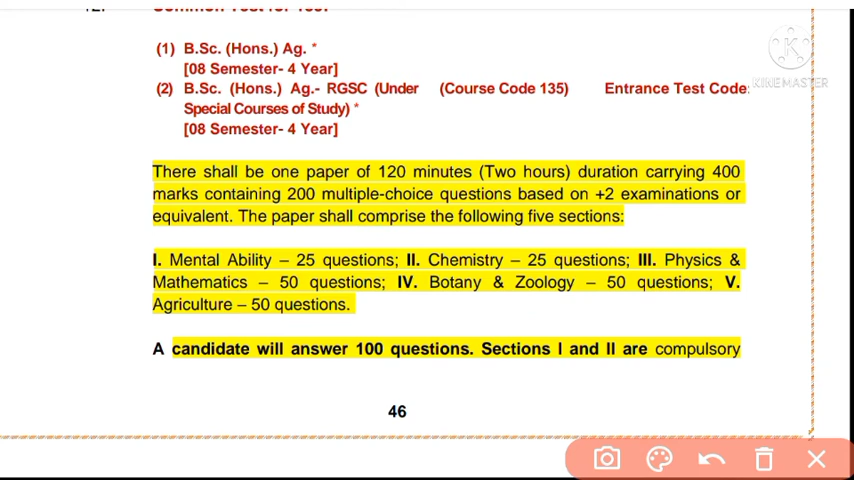 (1) B.Sc. (Hons.) Ag. *
[08 Semester- 4 Year]
(2) B.Sc. (Hons.) Ag.- RGSC (Under (Course Code 135) Entrance Test Code:
Special Courses of Study) *
[08 Semester- 4 Year]
There shall be one paper of 120 minutes (Two hours) duration carrying 400
marks containing 200 multiple-choice questions based on +2 examinations or
equivalent. The paper shall comprise the following five sections:
I. Mental Ability – 25 questions; II. Chemistry – 25 questions; III. Physics &
Mathematics – 50 questions; IV. Botany & Zoology – 50 questions; V.
Agriculture – 50 questions.
A candidate will answer 100 questions. Sections I and II are compulsory
46
K
KINEMASTER